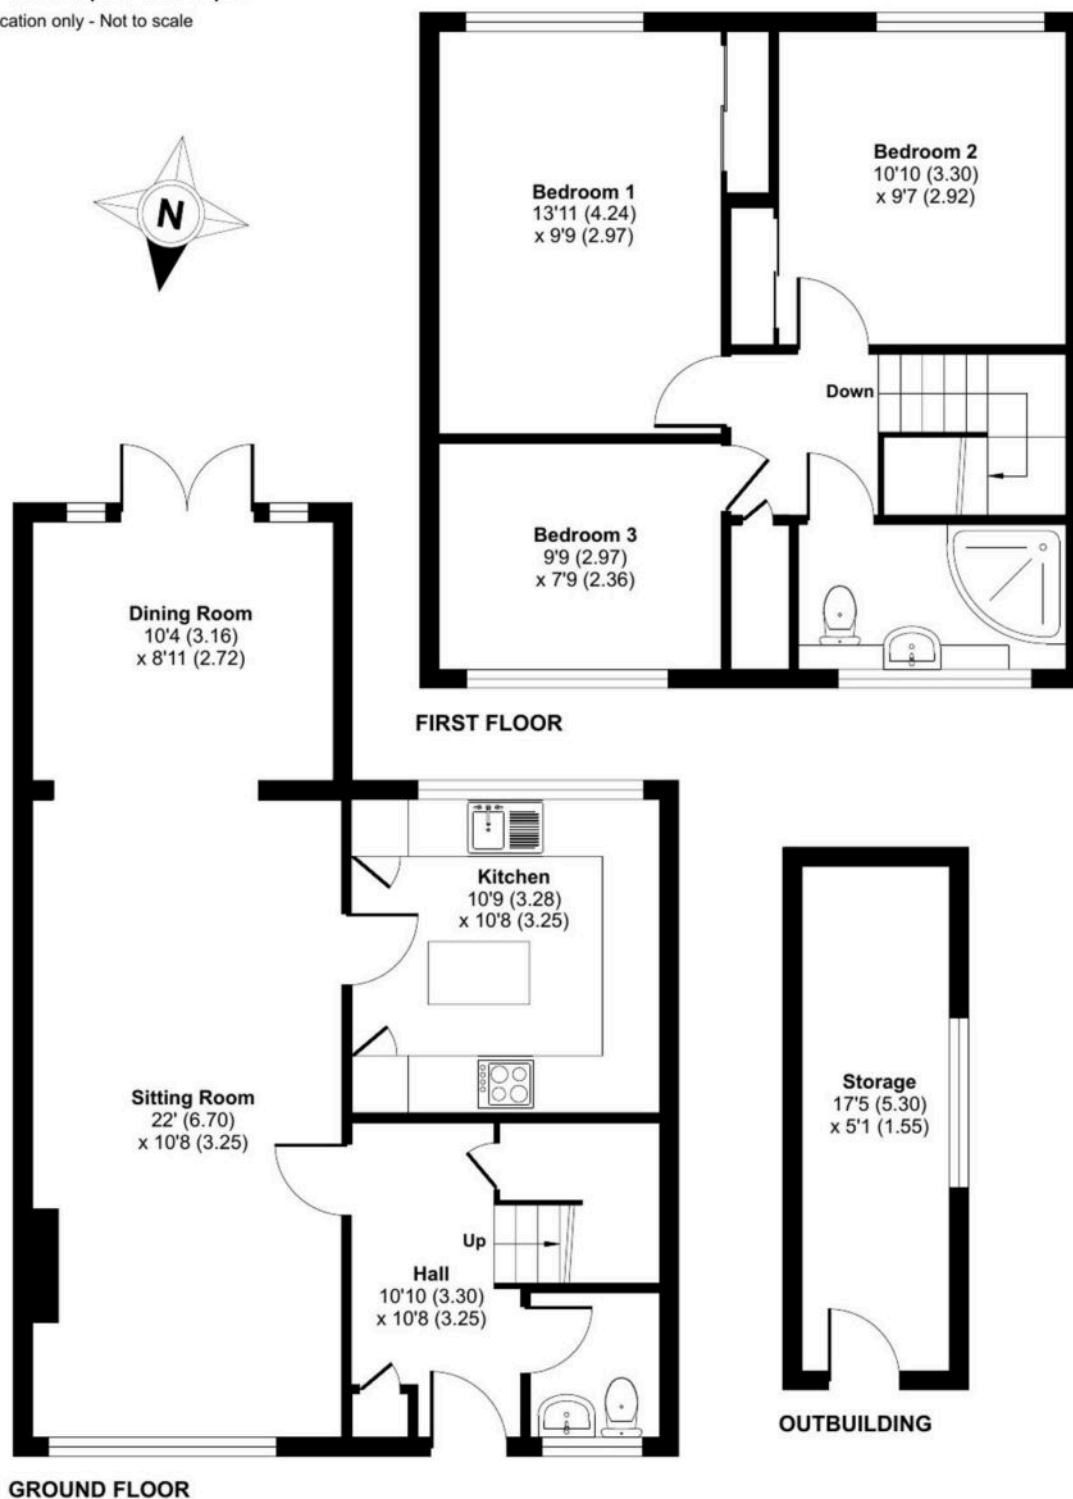 cation only - Not to scale
N
Bedroom 1
13'11 (4.24)
x 9'9 (2.97)
Bedroom 2
10'10 (3.30)
x 9'7 (2.92)
Down
Bedroom 3
9'9 (2.97)
x 7'9 (2.36)
FIRST FLOOR
Dining Room
10'4 (3.16)
x 8'11 (2.72)
Kitchen
10'9 (3.28)
x 10'8 (3.25)
Sitting Room
22' (6.70)
x 10'8 (3.25)
Up
Hall
10'10 (3.30)
x 10'8 (3.25)
Storage
17'5 (5.30)
x 5'1 (1.55)
OUTBUILDING
GROUND FLOOR